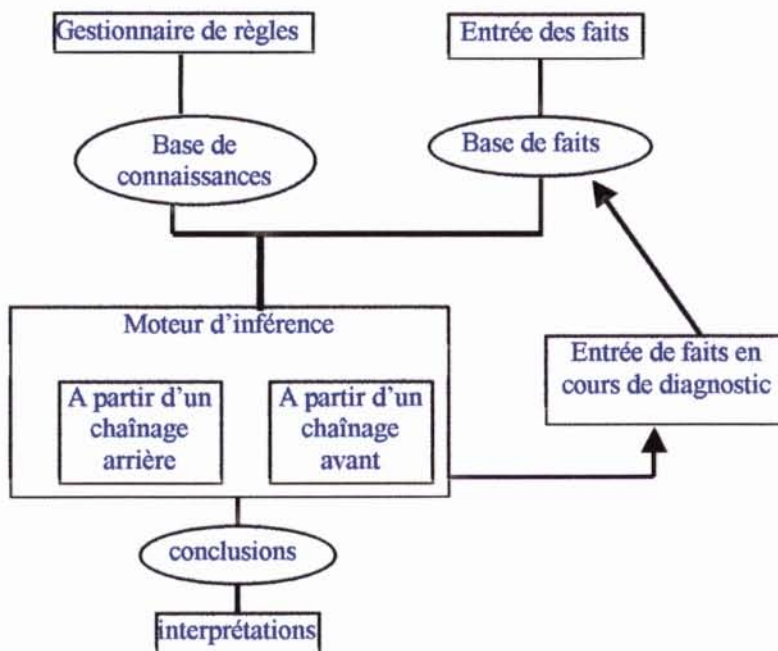 Gestionnaire de règles
Entrée des faits
Base de
connaissances
Base de faits
Moteur d'inférence
A partir d'un
chaînage
arrière
A partir d'un
chaînage
avant
Entrée de faits en
cours de diagnostic
conclusions
interprétations